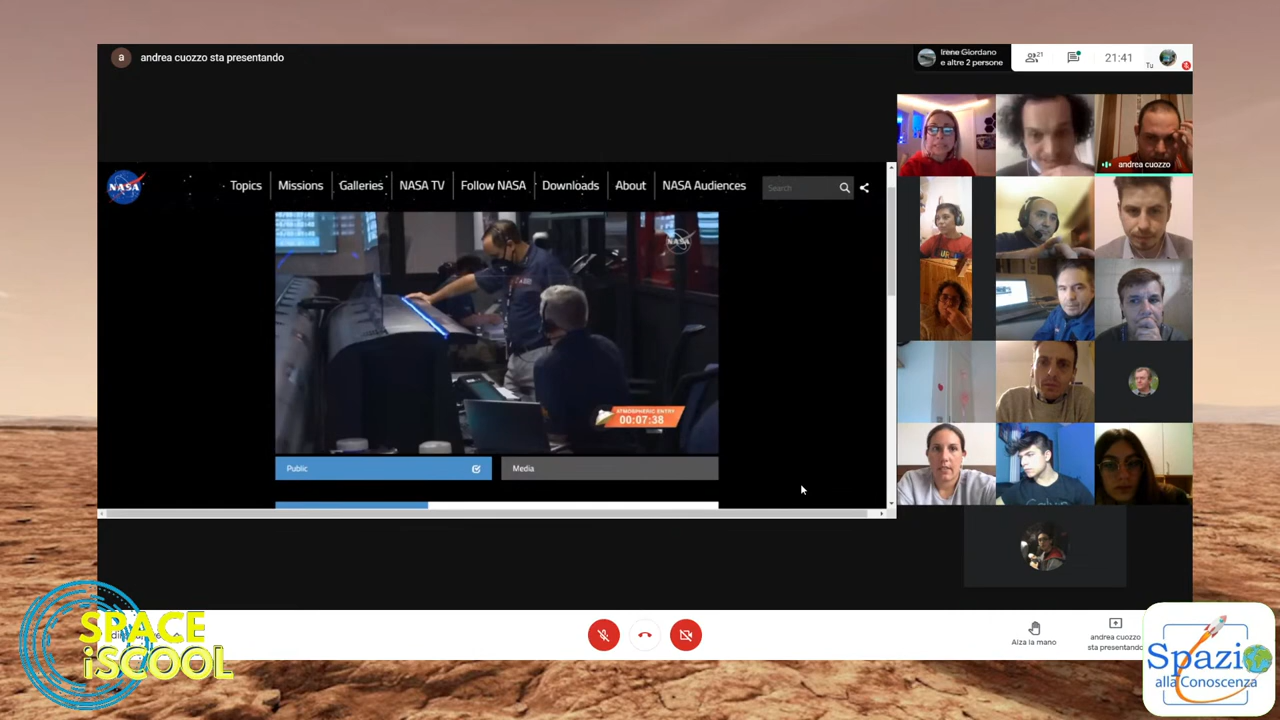 a
andrea cuozzo sta presentando
Irene Giordano
e altre 2 persone
21
21:41
Tu
andrea cuozzo
NASA
Topics
Missions
Galleries
NASA TV
Follow NASA
Downloads
About
NASA Audiences
Search
NASA
ATMOSPHERIC ENTRY
00:07:38
Public
Media
Alza la mano
andrea cuozzo
sta presentando
SPACE
iSCOOL
Spazio
alla Conoscenza